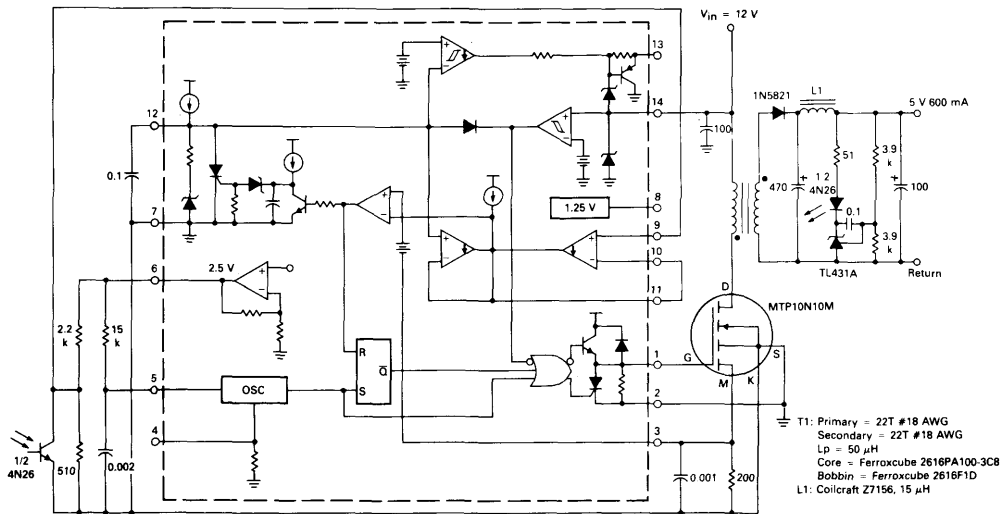 Vin = 12 V
13
14
12
1N5821
L1
5 V 600 mA
100
51
3.9
k
0.1
470
1 2
4N26
100
7
1.25 V
8
9
0.1
3.9
k
10
TL431A
Return
6
2.5 V
11
D
MTP10N10M
2.2
k
15
k
R
Q̅
S
1
G
S
M
K
5
OSC
2
4
3
1/2
4N26
510
0.002
0.001
200
T1: Primary = 22T #18 AWG
Secondary = 22T #18 AWG
Lp = 50 μH
Core = Ferroxcube 2616PA100-3C8
Bobbin = Ferroxcube 2616F1D
L1: Coilcraft Z7156, 15 μH